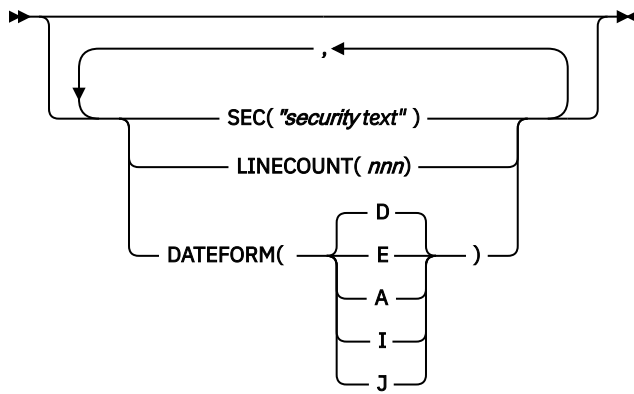 ,
SEC( "security text" )
LINECOUNT( nnn)
D
DATEFORM( E )
A
I
J